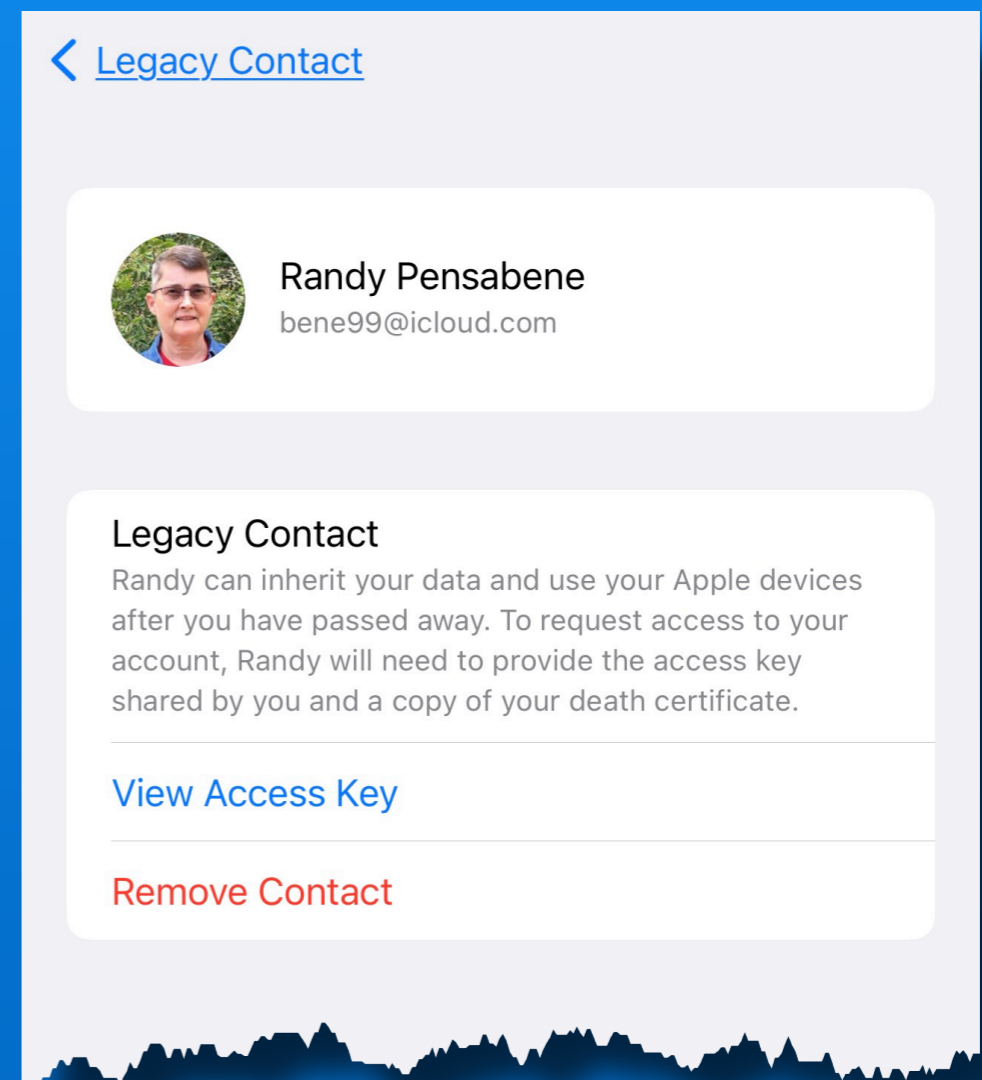 Legacy Contact
Randy Pensabene
bene99@icloud.com
Legacy Contact
Randy can inherit your data and use your Apple devices
after you have passed away. To request access to your
account, Randy will need to provide the access key
shared by you and a copy of your death certificate.
View Access Key
Remove Contact